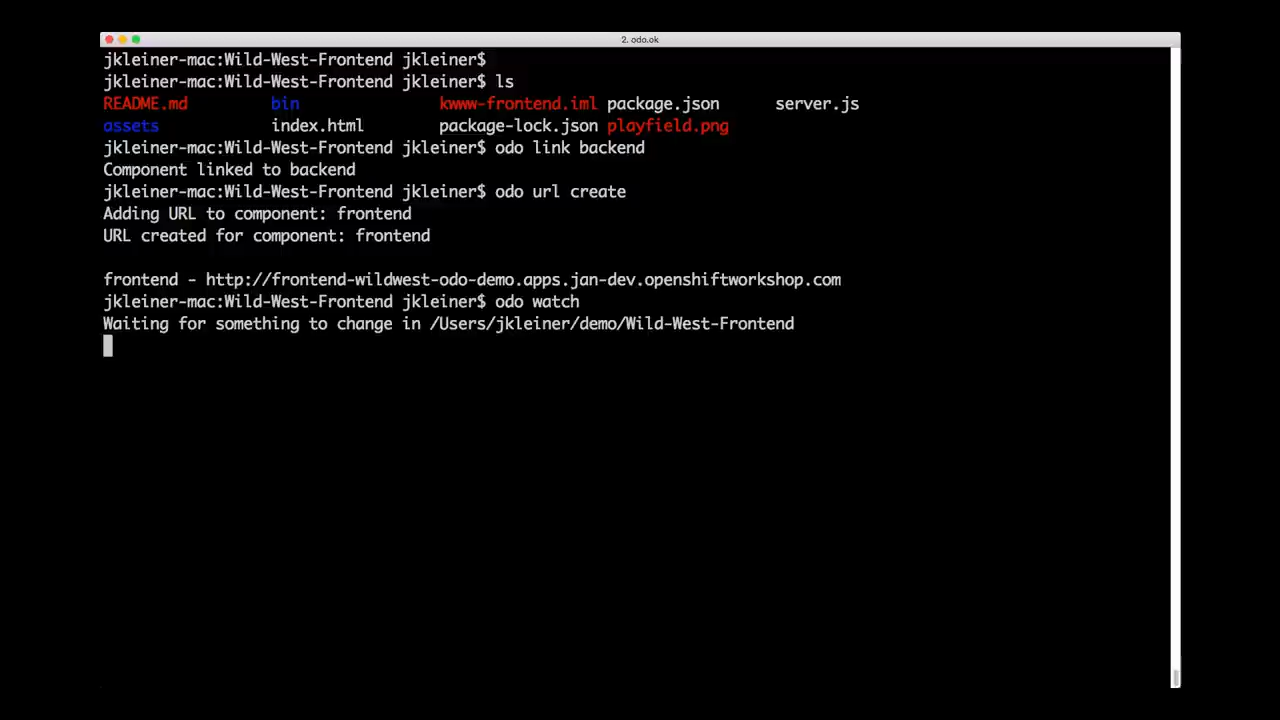 2. odo.ok
jkleiner-mac:Wild-West-Frontend jkleiner$
jkleiner-mac:Wild-West-Frontend jkleiner$ ls
README.md bin kwww-frontend.iml package.json server.js
assets index.html package-lock.json playfield.png
jkleiner-mac:Wild-West-Frontend jkleiner$ odo link backend
Component linked to backend
jkleiner-mac:Wild-West-Frontend jkleiner$ odo url create
Adding URL to component: frontend
URL created for component: frontend
frontend - http://frontend-wildwest-odo-demo.apps.jan-dev.openshiftworkshop.com
jkleiner-mac:Wild-West-Frontend jkleiner$ odo watch
Waiting for something to change in /Users/jkleiner/demo/Wild-West-Frontend